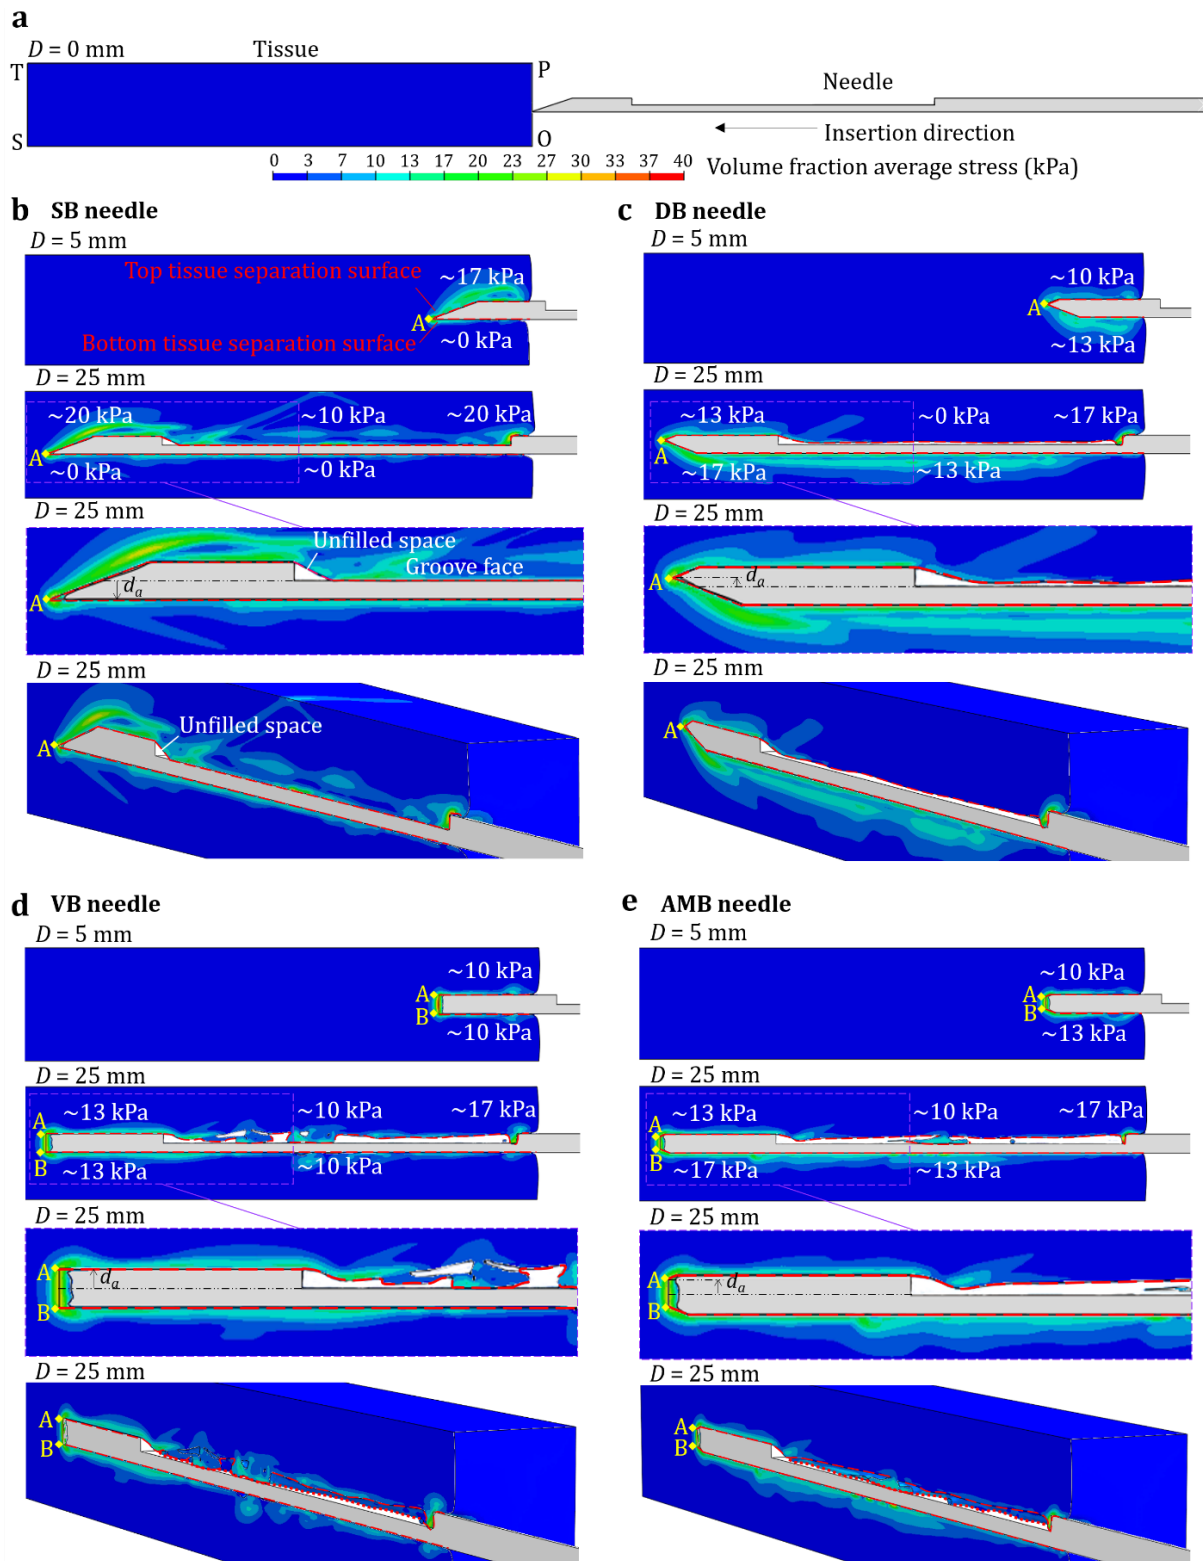 a
D = 0 mm
Tissue
T
P
Needle
S
O
Insertion direction
0 3 7 10 13 17 20 23 27 30 33 37 40
Volume fraction average stress (kPa)
b SB needle
D = 5 mm
Top tissue separation surface
~17 kPa
A
Bottom tissue separation surface
~0 kPa
D = 25 mm
~20 kPa
~10 kPa
~20 kPa
A
~0 kPa
~0 kPa
D = 25 mm
Unfilled space
Groove face
dₐ
A
D = 25 mm
Unfilled space
A
c DB needle
D = 5 mm
~10 kPa
A
~13 kPa
D = 25 mm
~13 kPa
~0 kPa
~17 kPa
A
~17 kPa
~13 kPa
D = 25 mm
A
dₐ
D = 25 mm
A
d VB needle
D = 5 mm
~10 kPa
A
B
~10 kPa
D = 25 mm
~13 kPa
~10 kPa
~17 kPa
A
B
~13 kPa
~10 kPa
D = 25 mm
A
dₐ
B
D = 25 mm
A
B
e AMB needle
D = 5 mm
~10 kPa
A
B
~13 kPa
D = 25 mm
~13 kPa
~10 kPa
~17 kPa
A
B
~17 kPa
~13 kPa
D = 25 mm
A
dₐ
B
D = 25 mm
A
B